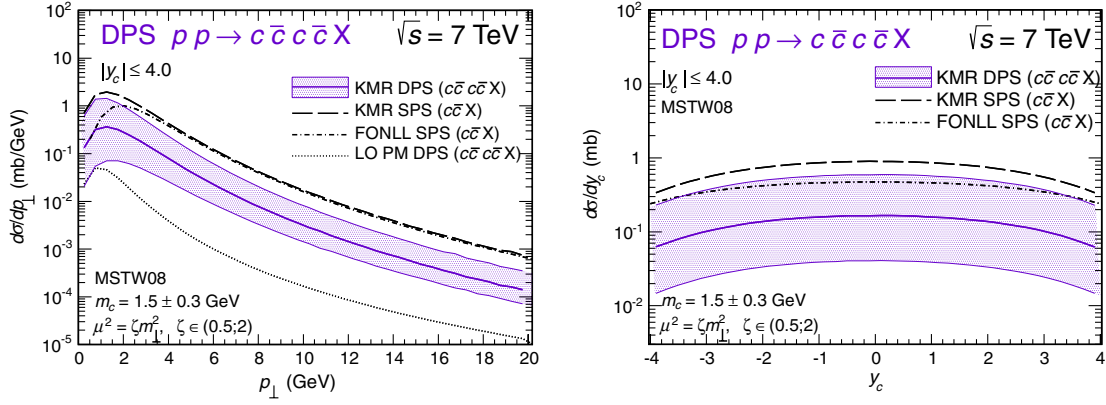 DPS p p → c c̅ c c̅ X √s = 7 TeV
|y_c| ≤ 4.0
KMR DPS (cc̅ cc̅ X)
KMR SPS (cc̅ X)
FONLL SPS (cc̅ X)
LO PM DPS (cc̅ cc̅ X)
MSTW08
m_c = 1.5 ± 0.3 GeV
μ² = ζm²_⊥, ζ ∈ (0.5;2)
dσ/dp_⊥ (mb/GeV)
10²
10
1
10⁻¹
10⁻²
10⁻³
10⁻⁴
10⁻⁵
0 2 4 6 8 10 12 14 16 18 20
p_⊥ (GeV)
DPS p p → c c̅ c c̅ X √s = 7 TeV
|y_c| ≤ 4.0
MSTW08
KMR DPS (cc̅ cc̅ X)
KMR SPS (cc̅ X)
FONLL SPS (cc̅ X)
m_c = 1.5 ± 0.3 GeV
μ² = ζm²_⊥, ζ ∈ (0.5;2)
dσ/dy_c (mb)
10²
10
1
10⁻¹
10⁻²
-4 -3 -2 -1 0 1 2 3 4
y_c